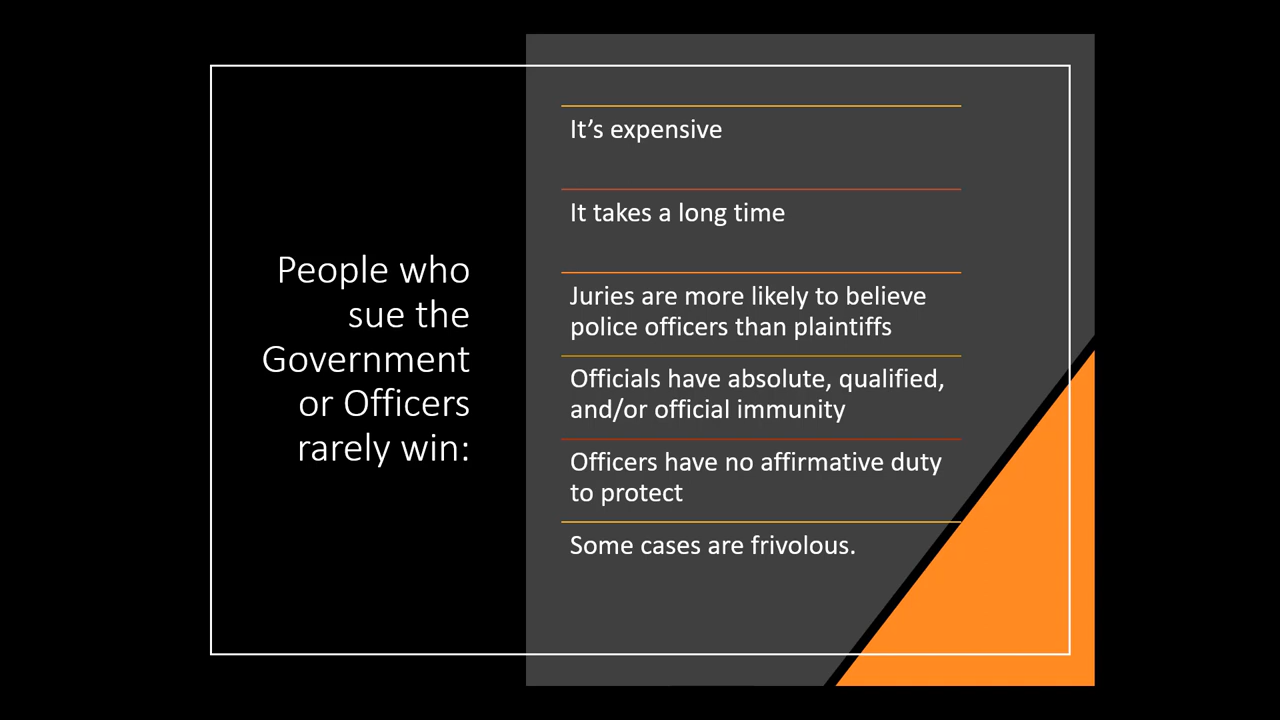 People who
sue the
Government
or Officers
rarely win:
It’s expensive
It takes a long time
Juries are more likely to believe
police officers than plaintiffs
Officials have absolute, qualified,
and/or official immunity
Officers have no affirmative duty
to protect
Some cases are frivolous.